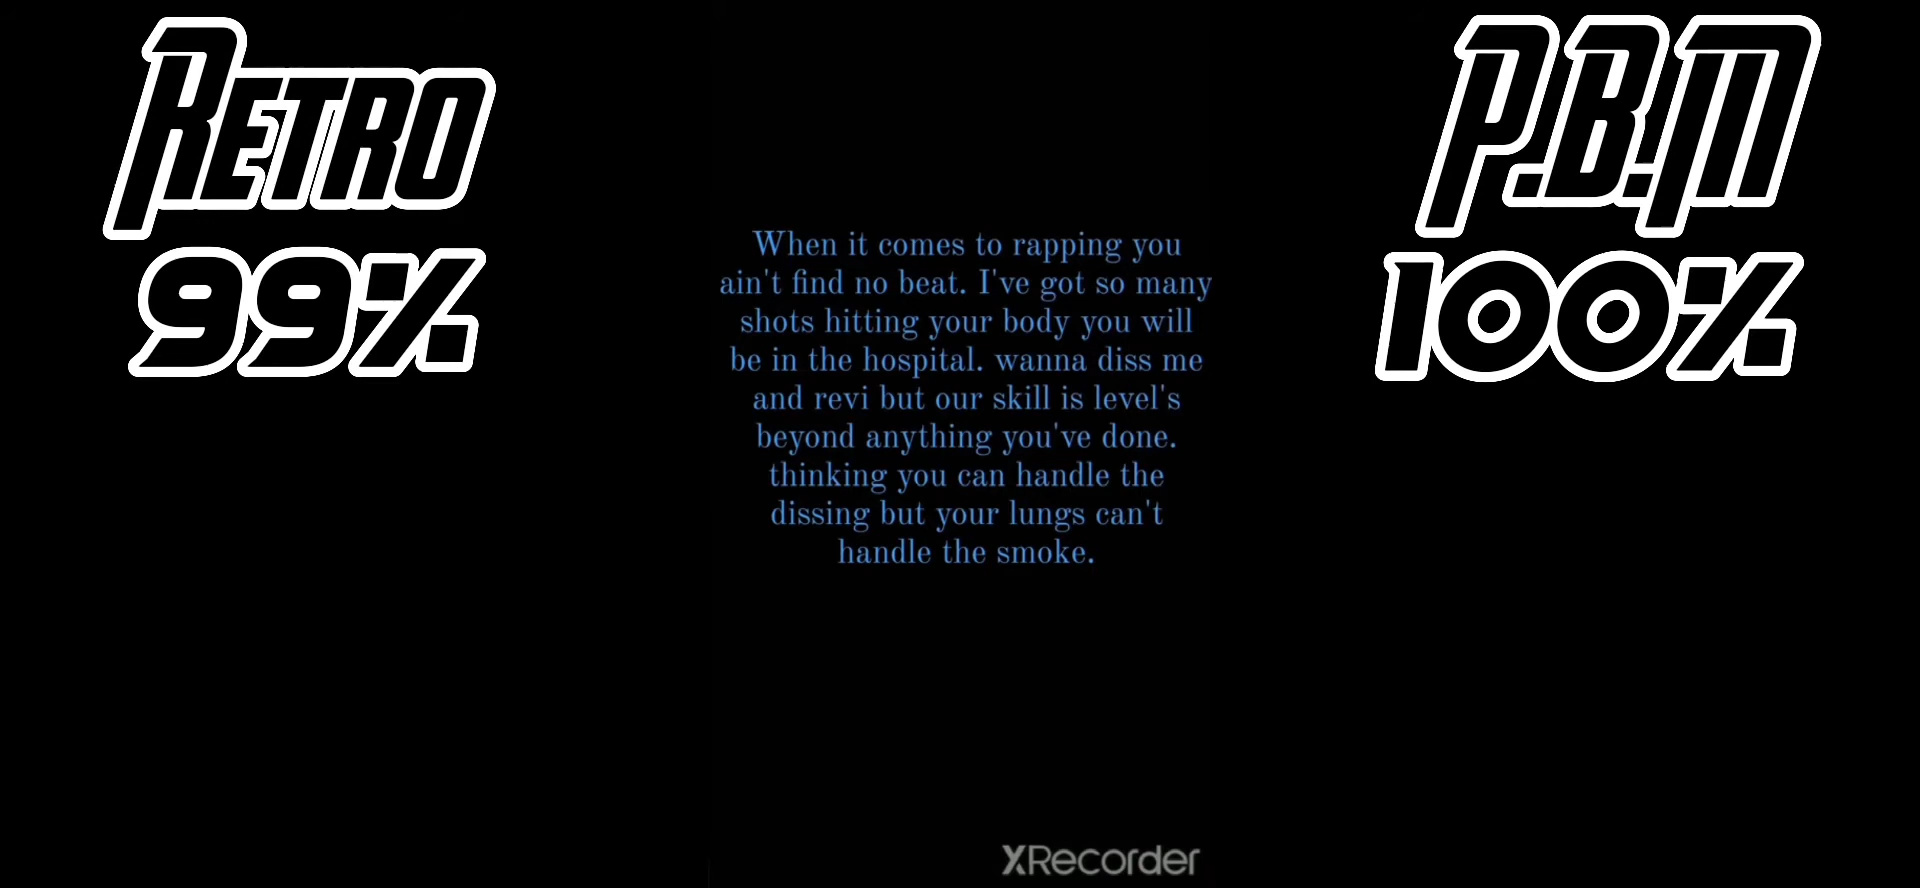 Retro
99%
P.B.M
100%
When it comes to rapping you
ain't find no beat. I've got so many
shots hitting your body you will
be in the hospital. wanna diss me
and revi but our skill is level's
beyond anything you've done.
thinking you can handle the
dissing but your lungs can't
handle the smoke.
XRecorder